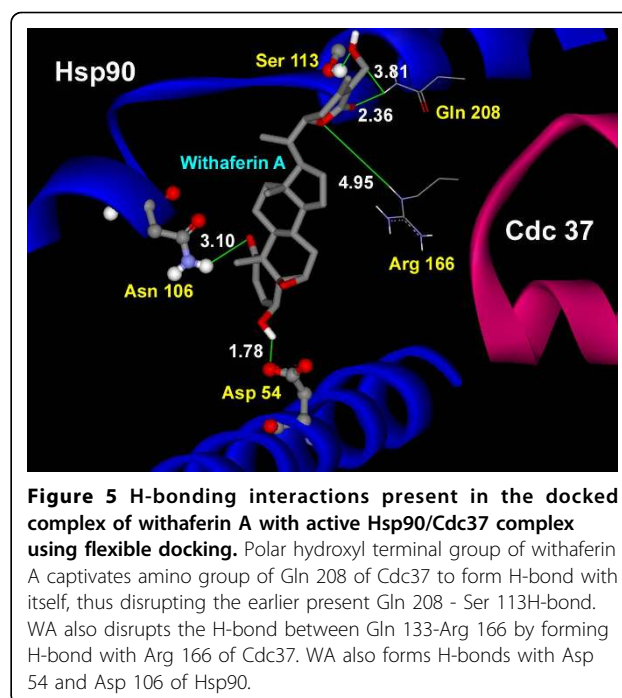 Hsp90
Ser 113
3.81
2.36
Gln 208
Withaferin A
4.95
3.10
Cdc 37
Arg 166
Asn 106
1.78
Asp 54
Figure 5 H-bonding interactions present in the docked
complex of withaferin A with active Hsp90/Cdc37 complex
using flexible docking. Polar hydroxyl terminal group of withaferin
A captivates amino group of Gln 208 of Cdc37 to form H-bond with
itself, thus disrupting the earlier present Gln 208 - Ser 113H-bond.
WA also disrupts the H-bond between Gln 133-Arg 166 by forming
H-bond with Arg 166 of Cdc37. WA also forms H-bonds with Asp
54 and Asp 106 of Hsp90.